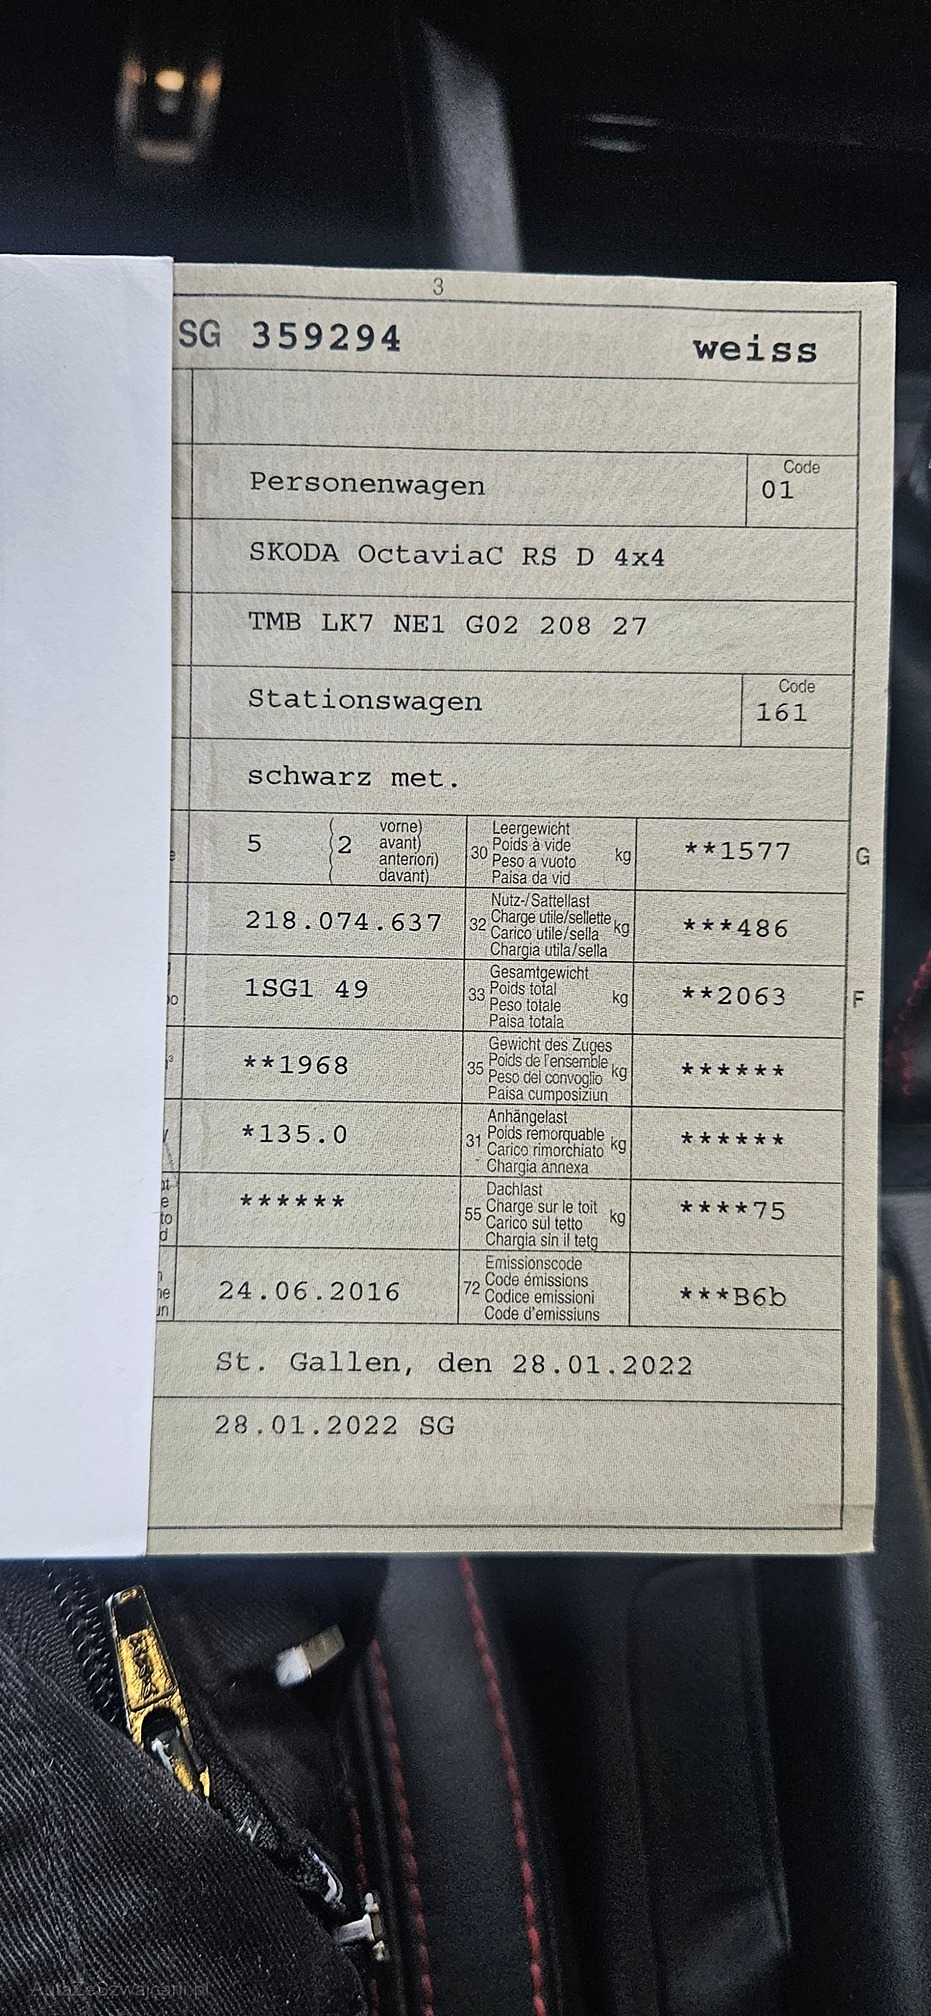 3
SG 359294 weiss
Code
Personenwagen 01
SKODA OctaviaC RS D 4x4
TMB LK7 NE1 G02 208 27
Code
Stationswagen 161
schwarz met.
5 (2 vorne)
avant)
anteriori)
davant)
30 Leergewicht
Poids à vide
Peso a vuoto
Paisa da vid
kg **1577 G
218.074.637
32 Nutz-/Sattellast
Charge utile/sellette
Carico utile/sella
Chargia utila/sella
kg ***486
1SG1 49
33 Gesamtgewicht
Poids total
Peso totale
Paisa totala
kg **2063 F
**1968
35 Gewicht des Zuges
Poids de l'ensemble
Peso del convoglio
Paisa cumposiziun
kg ******
*135.0
31 Anhängelast
Poids remorquable
Carico rimorchiato
Chargia annexa
kg ******
******
55 Dachlast
Charge sur le toit
Carico sul tetto
Chargia sin il tetg
kg ****75
24.06.2016
72 Emissionscode
Code émissions
Codice emissioni
Code d'emissiuns
***B6b
St. Gallen, den 28.01.2022
28.01.2022 SG
AutaZeSzwajcarii.pl